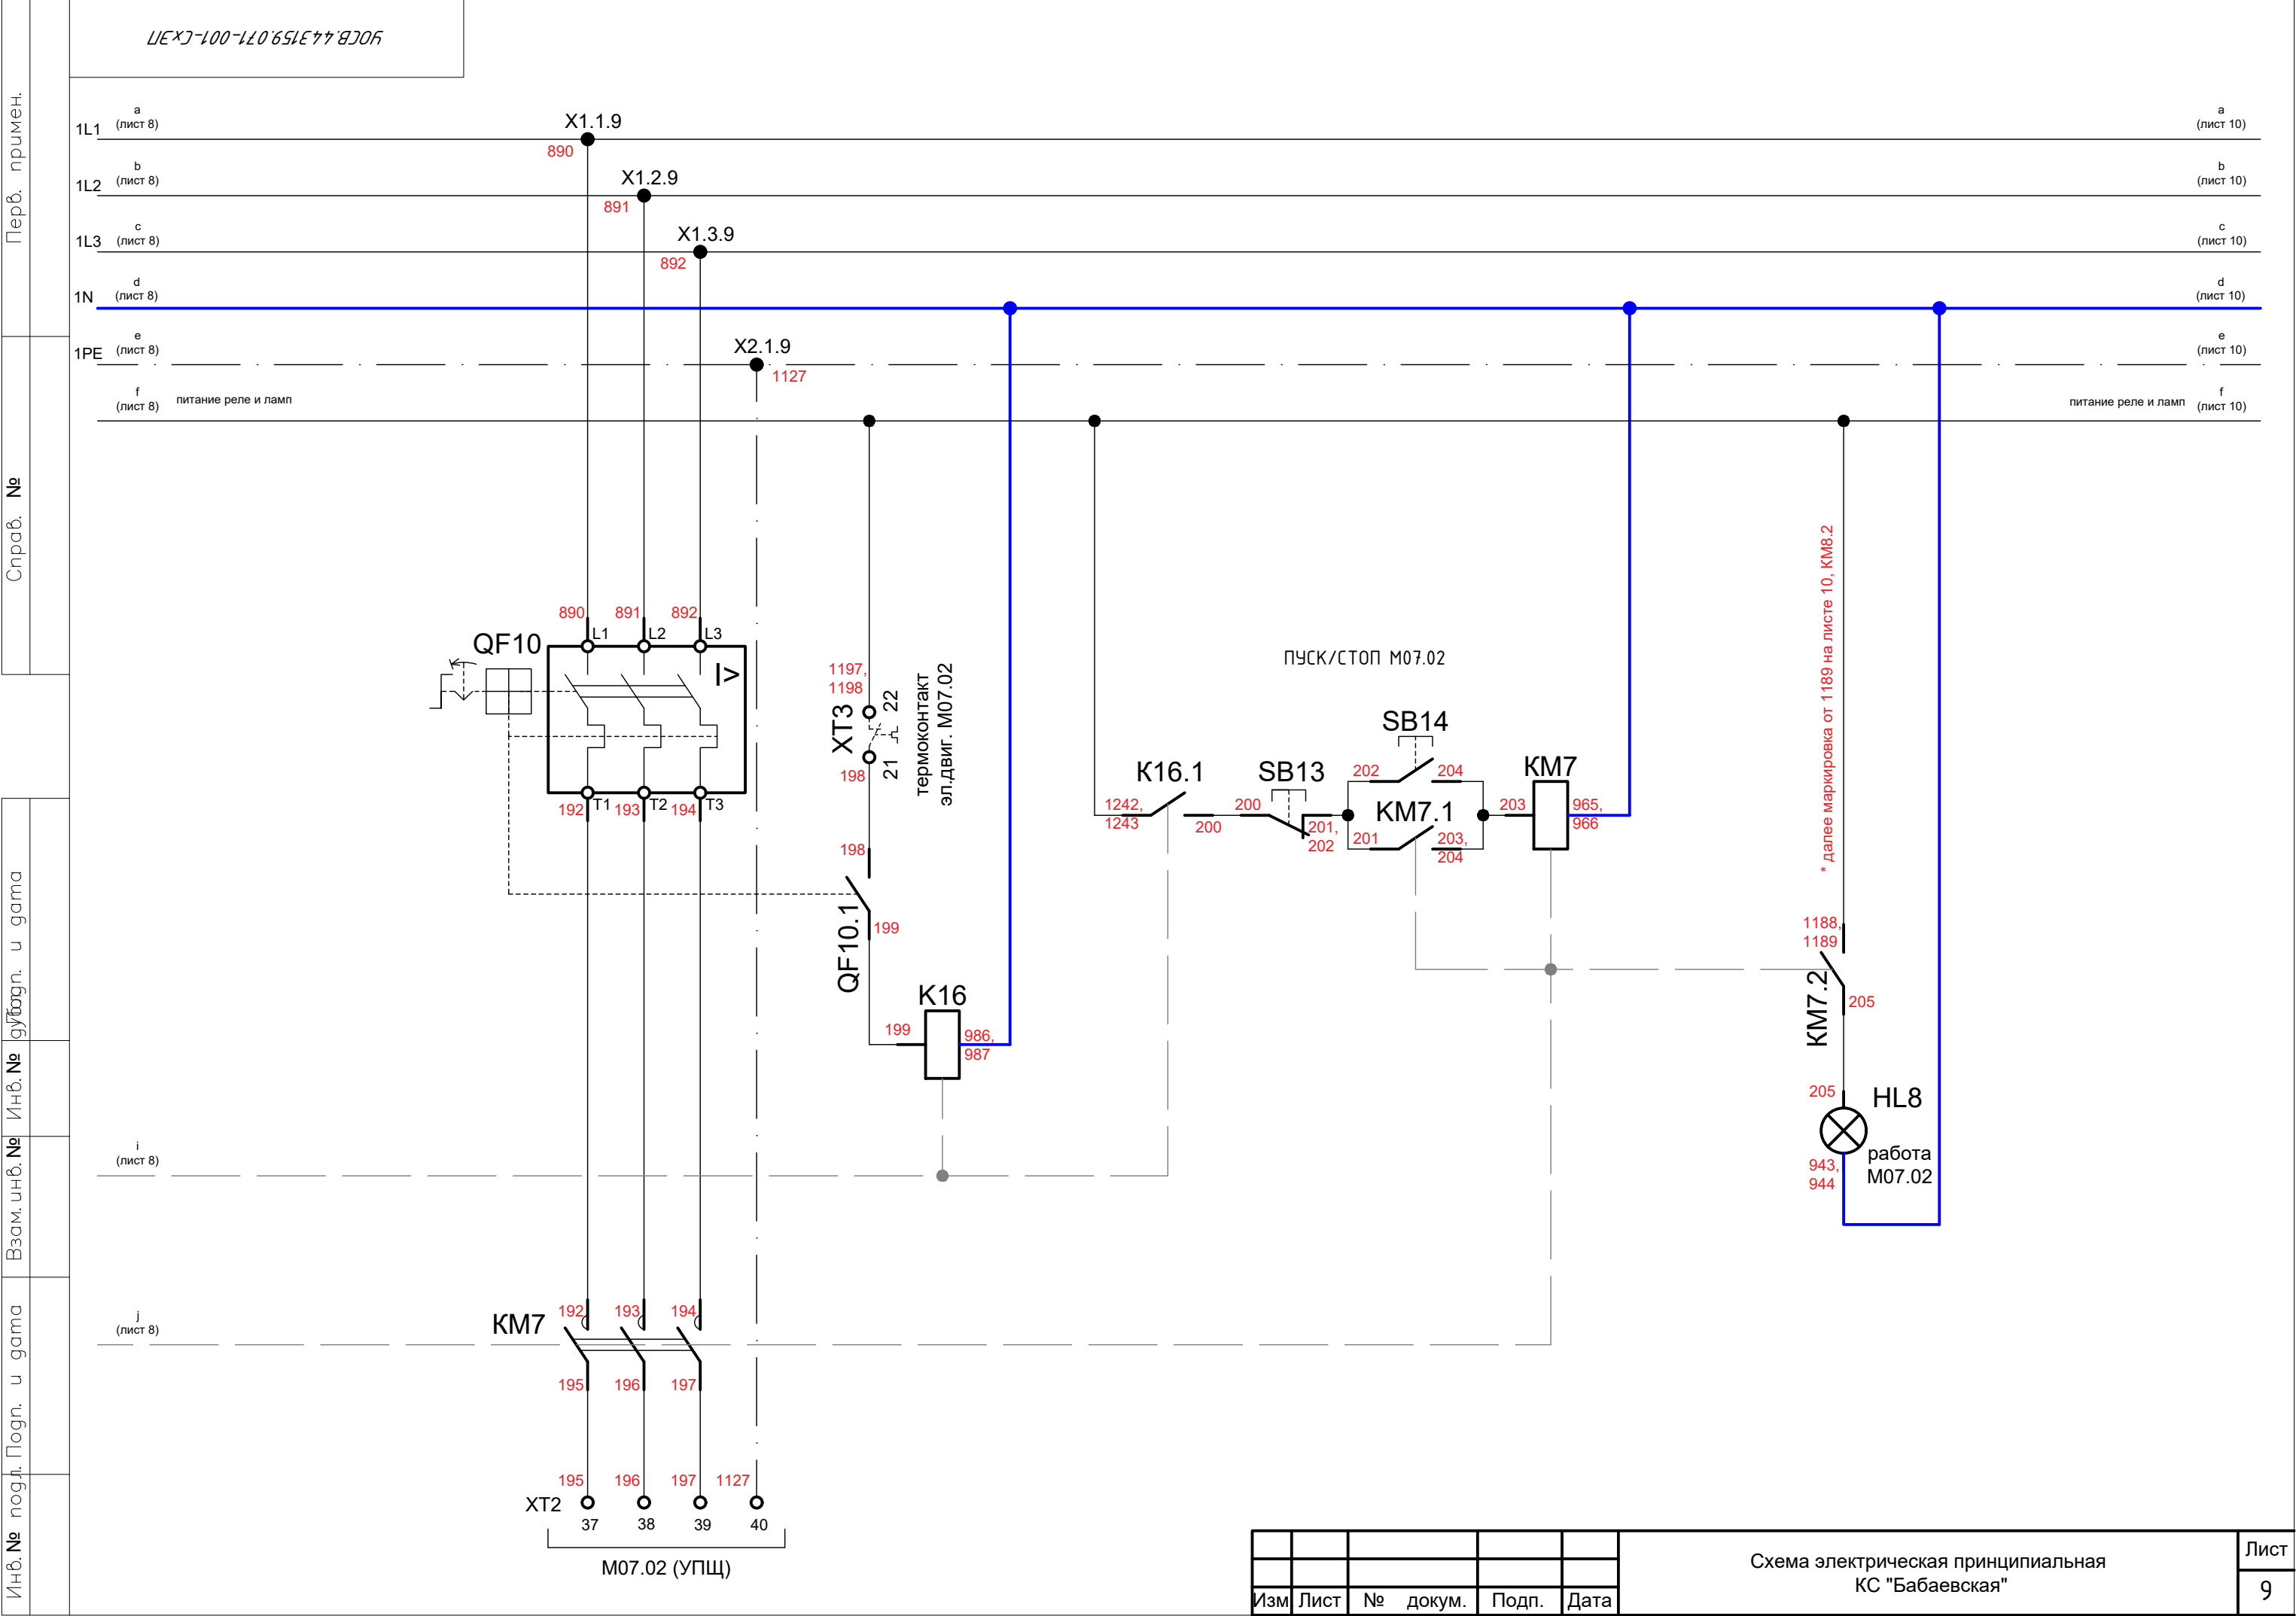 УОСВ.443159.071-001-СхЭП
Перв. примен.
Справ. №
Подп. и дата
Инв. №
Взам. инв. №
Подп. и дата
Инв. № подл.
1L1
a
(лист 8)
X1.1.9
890
a
(лист 10)
1L2
b
(лист 8)
X1.2.9
891
b
(лист 10)
1L3
c
(лист 8)
X1.3.9
892
c
(лист 10)
1N
d
(лист 8)
d
(лист 10)
1PE
e
(лист 8)
X2.1.9
1127
e
(лист 10)
f
(лист 8)
питание реле и ламп
питание реле и ламп
f
(лист 10)
890 891 892
QF10
L1 L2 L3
I>
T1 T2 T3
192 193 194
1197,
1198
XT3
22
21
198
термоконтакт
эл.двиг. М07.02
198
QF10.1
199
K16
199
986,
987
ПУСК/СТОП М07.02
K16.1
1242,
1243
200
SB13
200
201,
202
SB14
202 204
KM7.1
201
203,
204
KM7
203
965,
966
* далее маркировка от 1189 на листе 10, КМ8.2
1188,
1189
KM7.2
205
205
HL8
работа
М07.02
943,
944
i
(лист 8)
j
(лист 8)
KM7
192 193 194
195 196 197
195 196 197 1127
XT2
37 38 39 40
М07.02 (УПЩ)
Изм Лист № докум. Подп. Дата
Схема электрическая принципиальная
КС "Бабаевская"
Лист
9